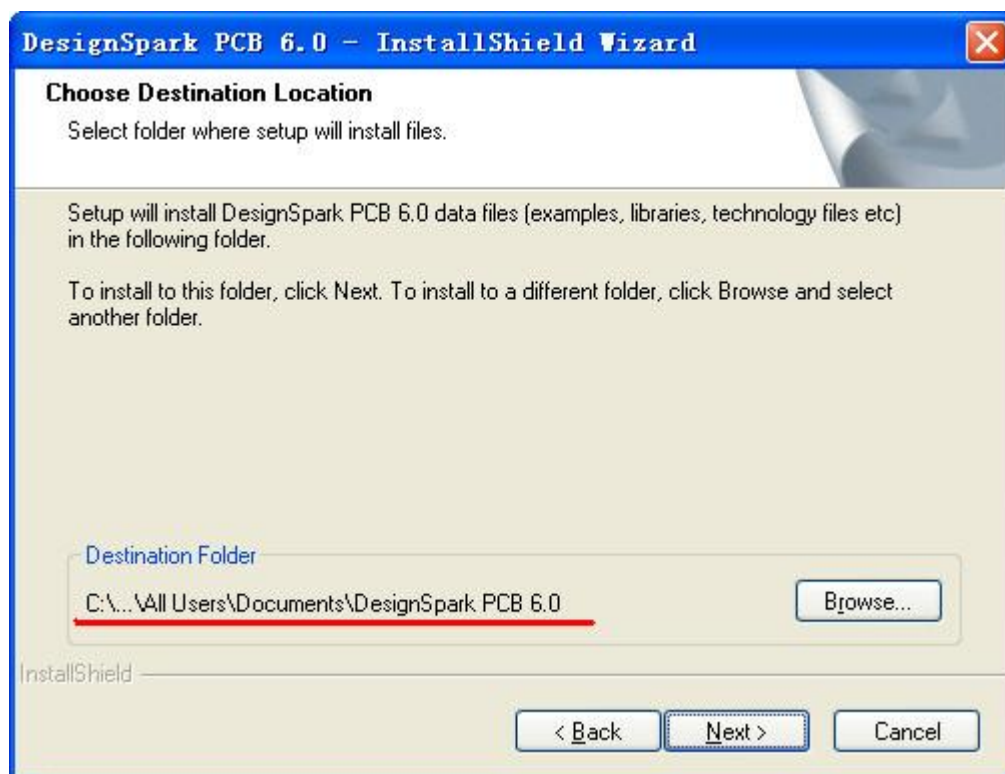 DesignSpark PCB 6.0 - InstallShield Wizard
Choose Destination Location
Select folder where setup will install files.
Setup will install DesignSpark PCB 6.0 data files (examples, libraries, technology files etc)
in the following folder.
To install to this folder, click Next. To install to a different folder, click Browse and select
another folder.
Destination Folder
C:\...\All Users\Documents\DesignSpark PCB 6.0
Browse...
InstallShield
< Back
Next >
Cancel